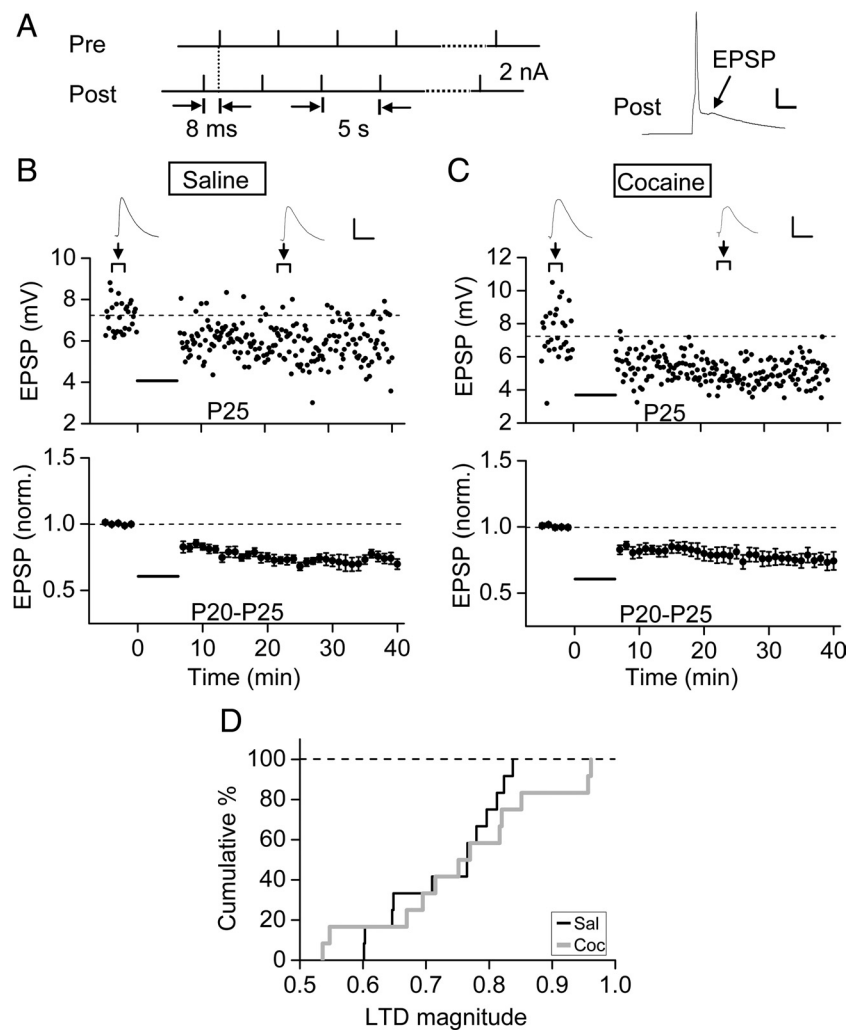 A
Pre
Post
2 nA
8 ms
5 s
Post
EPSP
B
Saline
10
8
6
4
2
EPSP (mV)
P25
1.5
1.0
0.5
EPSP (norm.)
P20-P25
0 10 20 30 40
Time (min)
C
Cocaine
12
10
8
6
4
2
EPSP (mV)
P25
1.5
1.0
0.5
EPSP (norm.)
P20-P25
0 10 20 30 40
Time (min)
D
100
80
60
40
20
0
Cumulative %
Sal
Coc
0.5 0.6 0.7 0.8 0.9 1.0
LTD magnitude